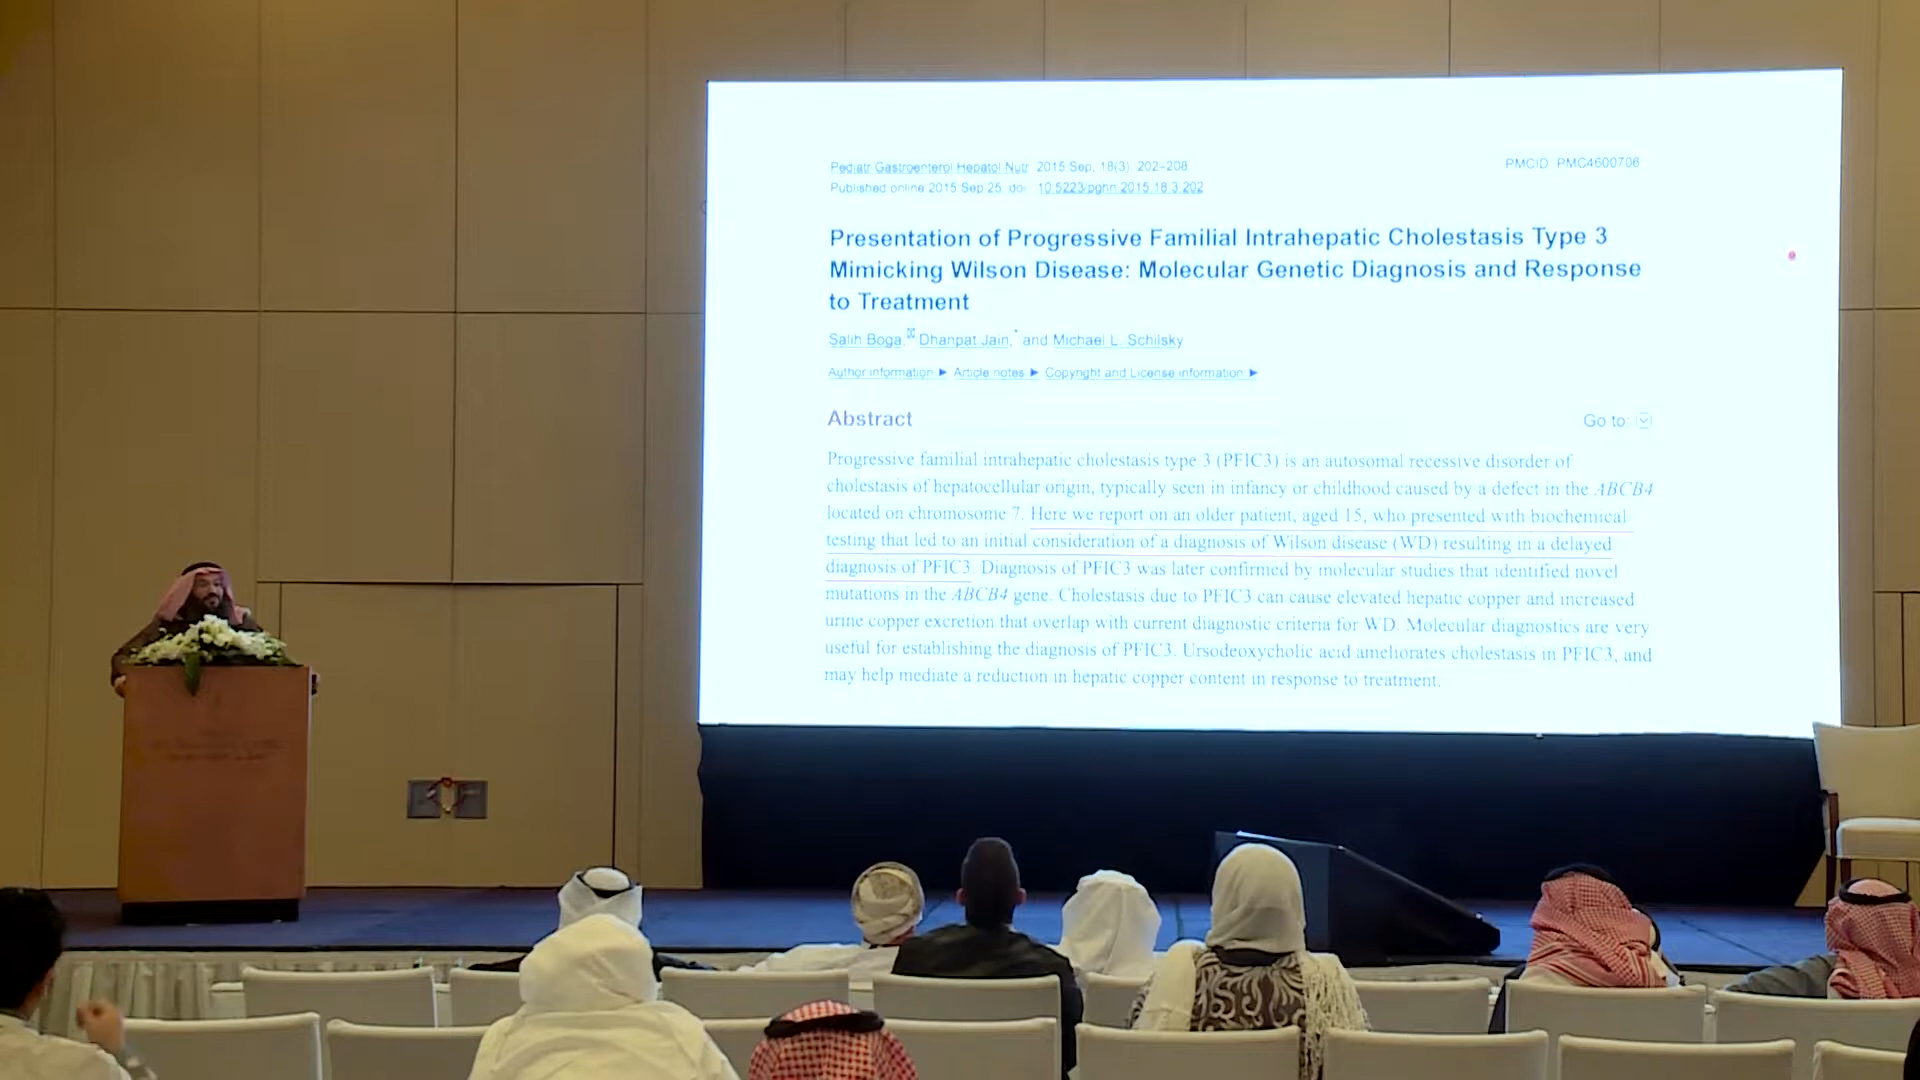 Pediatr Gastroenterol Hepatol Nutr. 2015 Sep; 18(3): 202–208
PMCID: PMC4600706
Published online 2015 Sep 25. doi: 10.5223/pghn.2015.18.3.202
Presentation of Progressive Familial Intrahepatic Cholestasis Type 3
Mimicking Wilson Disease: Molecular Genetic Diagnosis and Response
to Treatment
Salih Boga, Dhanpat Jain,* and Michael L. Schilsky
Author information ► Article notes ► Copyright and License information ►
Abstract
Go to:
Progressive familial intrahepatic cholestasis type 3 (PFIC3) is an autosomal recessive disorder of
cholestasis of hepatocellular origin, typically seen in infancy or childhood caused by a defect in the ABCB4
located on chromosome 7. Here we report on an older patient, aged 15, who presented with biochemical
testing that led to an initial consideration of a diagnosis of Wilson disease (WD) resulting in a delayed
diagnosis of PFIC3. Diagnosis of PFIC3 was later confirmed by molecular studies that identified novel
mutations in the ABCB4 gene. Cholestasis due to PFIC3 can cause elevated hepatic copper and increased
urine copper excretion that overlap with current diagnostic criteria for WD. Molecular diagnostics are very
useful for establishing the diagnosis of PFIC3. Ursodeoxycholic acid ameliorates cholestasis in PFIC3, and
may help mediate a reduction in hepatic copper content in response to treatment.